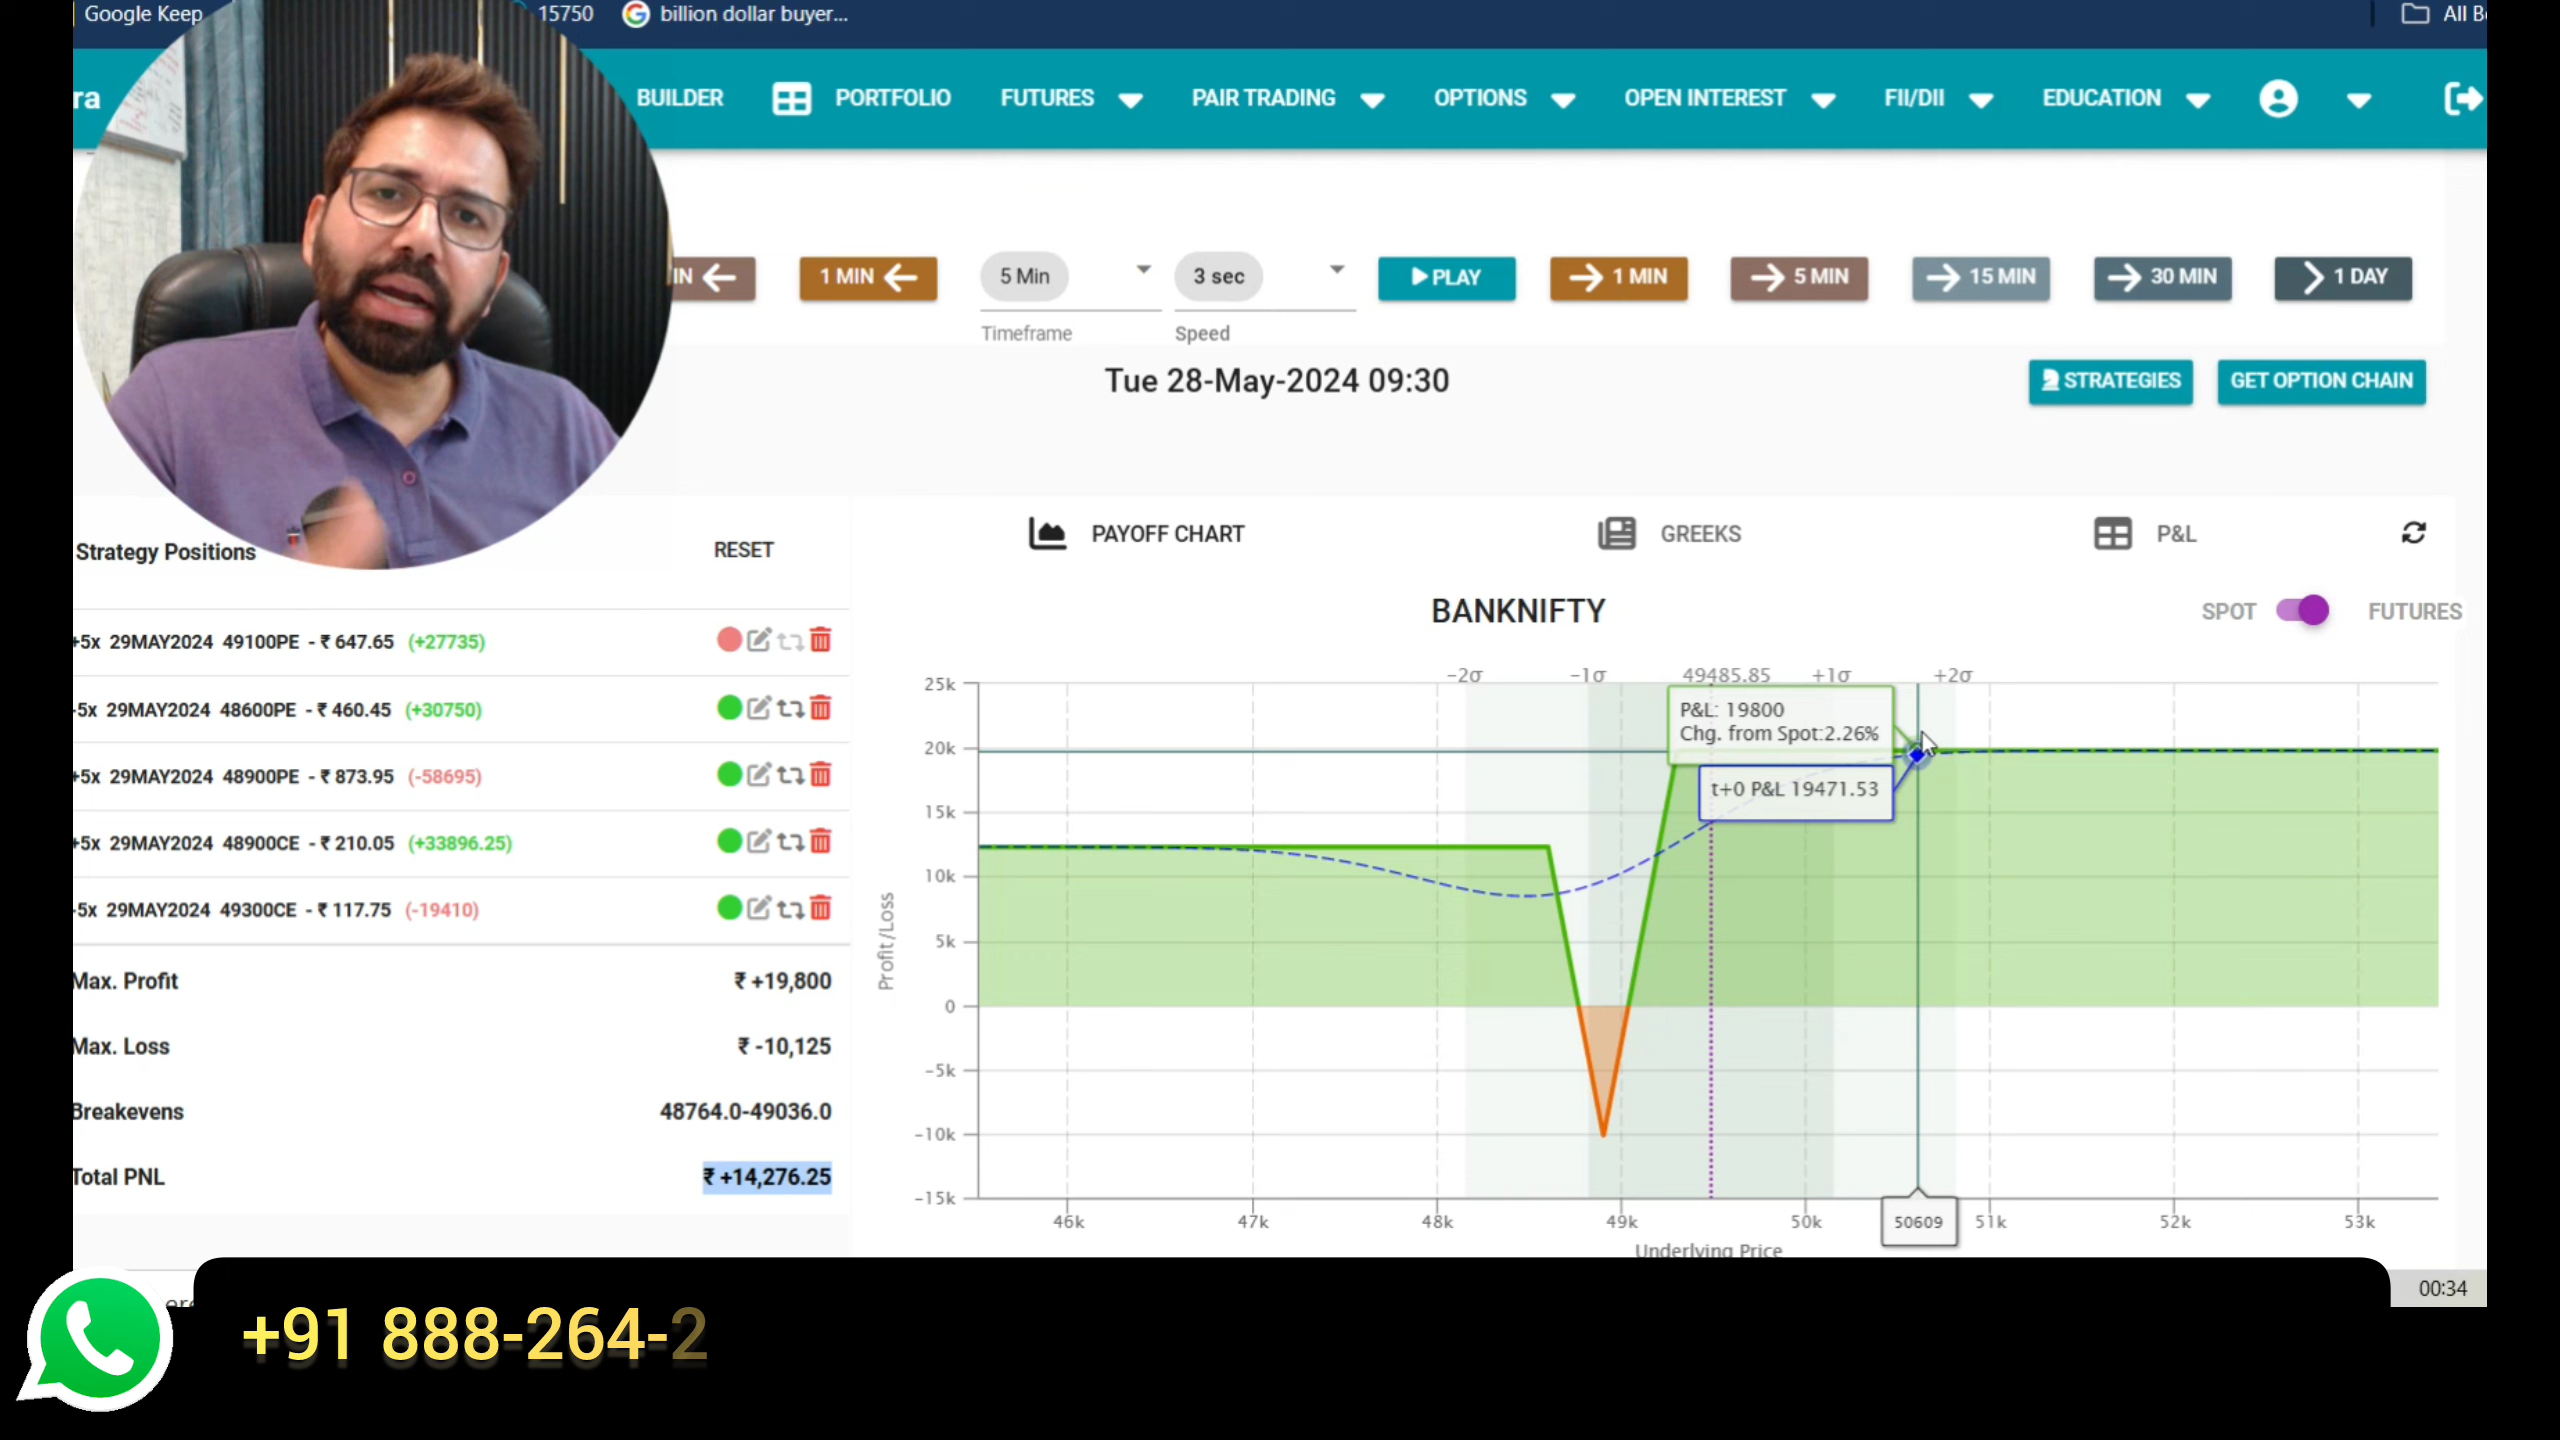 Google Keep 15750 billion dollar buyer...
ra BUILDER PORTFOLIO FUTURES PAIR TRADING OPTIONS OPEN INTEREST FII/DII EDUCATION
IN 1 MIN 5 Min 3 sec PLAY 1 MIN 5 MIN 15 MIN 30 MIN 1 DAY
Timeframe Speed
Tue 28-May-2024 09:30 STRATEGIES GET OPTION CHAIN
Strategy Positions RESET
PAYOFF CHART GREEKS P&L
BANKNIFTY SPOT FUTURES
+5x 29MAY2024 49100PE - ₹ 647.65 (+27735)
-5x 29MAY2024 48600PE - ₹ 460.45 (+30750)
+5x 29MAY2024 48900PE - ₹ 873.95 (-58695)
+5x 29MAY2024 48900CE - ₹ 210.05 (+33896.25)
-5x 29MAY2024 49300CE - ₹ 117.75 (-19410)
Max. Profit ₹ +19,800
Max. Loss ₹ -10,125
Breakevens 48764.0-49036.0
Total PNL ₹ +14,276.25
-2σ -1σ 49485.85 +1σ +2σ
P&L: 19800
Chg. from Spot:2.26%
t+0 P&L 19471.53
25k
20k
15k
10k
5k
0
-5k
-10k
-15k
Profit/Loss
46k 47k 48k 49k 50k 50609 51k 52k 53k
Underlying Price
00:34
+91 888-264-2